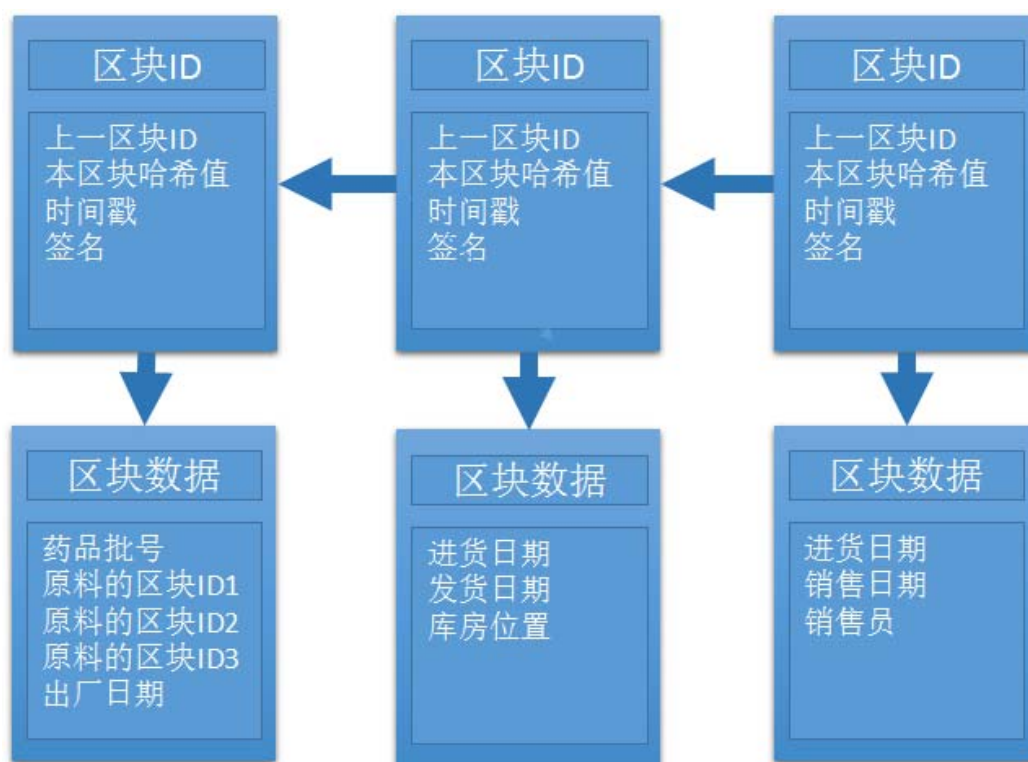 区块ID
上一区块ID
本区块哈希值
时间戳
签名
区块ID
上一区块ID
本区块哈希值
时间戳
签名
区块ID
上一区块ID
本区块哈希值
时间戳
签名
区块数据
药品批号
原料的区块ID1
原料的区块ID2
原料的区块ID3
出厂日期
区块数据
进货日期
发货日期
库房位置
区块数据
进货日期
销售日期
销售员